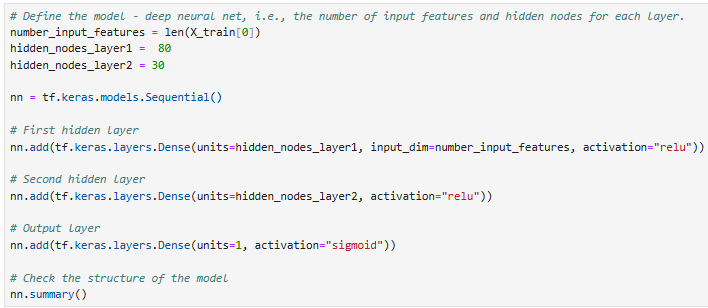 # Define the model - deep neural net, i.e., the number of input features and hidden nodes for each layer.
number_input_features = len(X_train[0])
hidden_nodes_layer1 =  80
hidden_nodes_layer2 = 30
nn = tf.keras.models.Sequential()
# First hidden layer
nn.add(tf.keras.layers.Dense(units=hidden_nodes_layer1, input_dim=number_input_features, activation="relu"))
# Second hidden layer
nn.add(tf.keras.layers.Dense(units=hidden_nodes_layer2, activation="relu"))
# Output layer
nn.add(tf.keras.layers.Dense(units=1, activation="sigmoid"))
# Check the structure of the model
nn.summary()